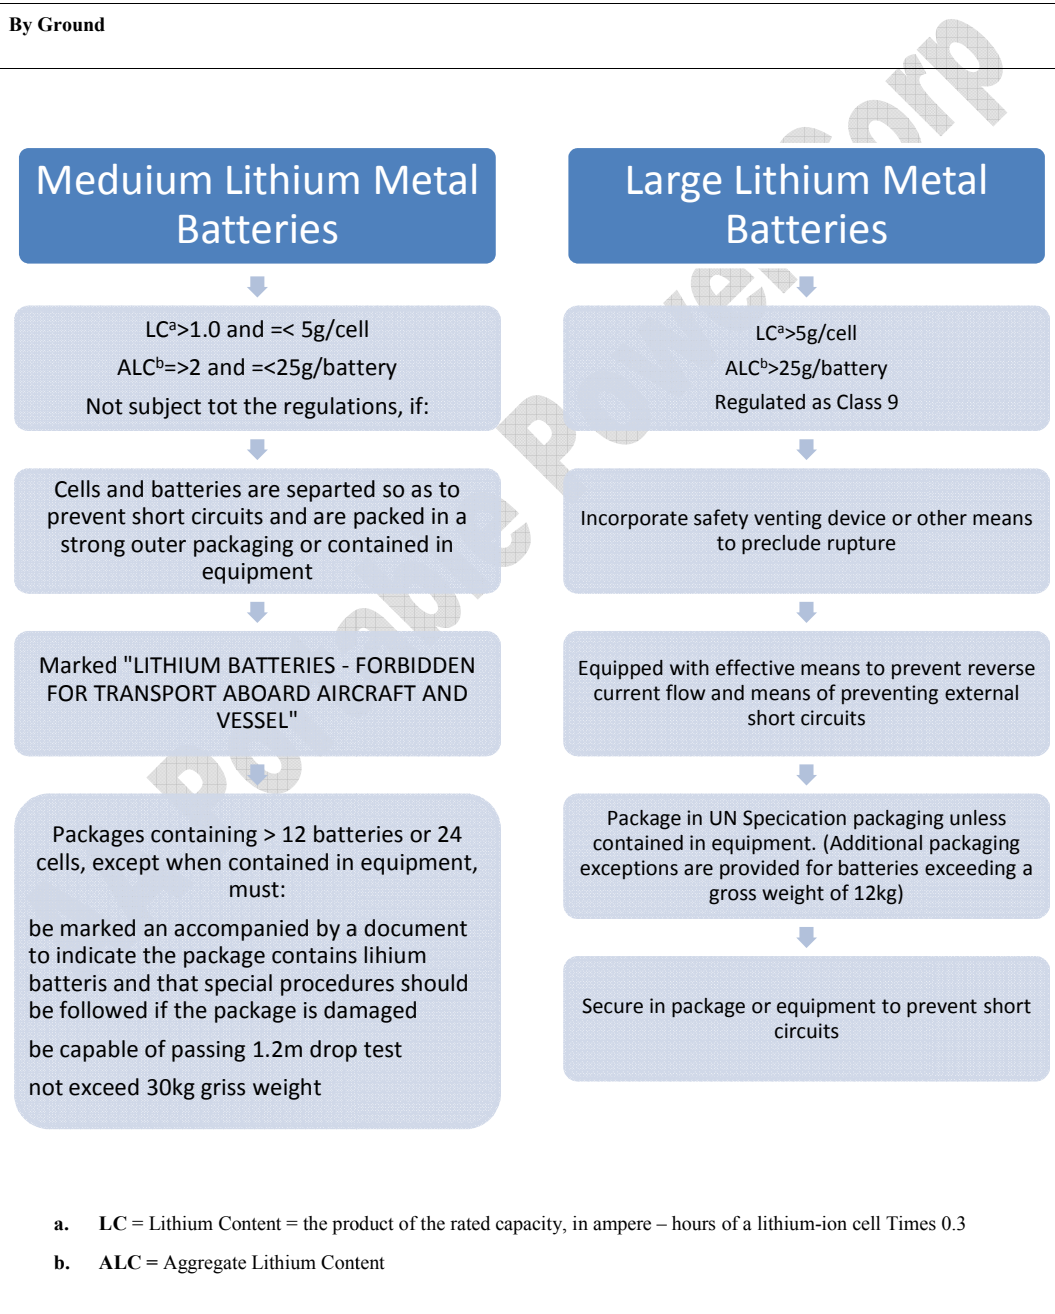 By Ground
Meduium Lithium Metal
Batteries
LCa>1.0 and =< 5g/cell
ALCb=>2 and =<25g/battery
Not subject tot the regulations, if:
Cells and batteries are separted so as to
prevent short circuits and are packed in a
strong outer packaging or contained in
equipment
Marked "LITHIUM BATTERIES - FORBIDDEN
FOR TRANSPORT ABOARD AIRCRAFT AND
VESSEL"
Packages containing > 12 batteries or 24
cells, except when contained in equipment,
must:
be marked an accompanied by a document
to indicate the package contains lihium
batteris and that special procedures should
be followed if the package is damaged
be capable of passing 1.2m drop test
not exceed 30kg griss weight
Large Lithium Metal
Batteries
LCa>5g/cell
ALCb>25g/battery
Regulated as Class 9
Incorporate safety venting device or other means
to preclude rupture
Equipped with effective means to prevent reverse
current flow and means of preventing external
short circuits
Package in UN Specication packaging unless
contained in equipment. (Additional packaging
exceptions are provided for batteries exceeding a
gross weight of 12kg)
Secure in package or equipment to prevent short
circuits
a. LC = Lithium Content = the product of the rated capacity, in ampere – hours of a lithium-ion cell Times 0.3
b. ALC = Aggregate Lithium Content
Portable Power Corp